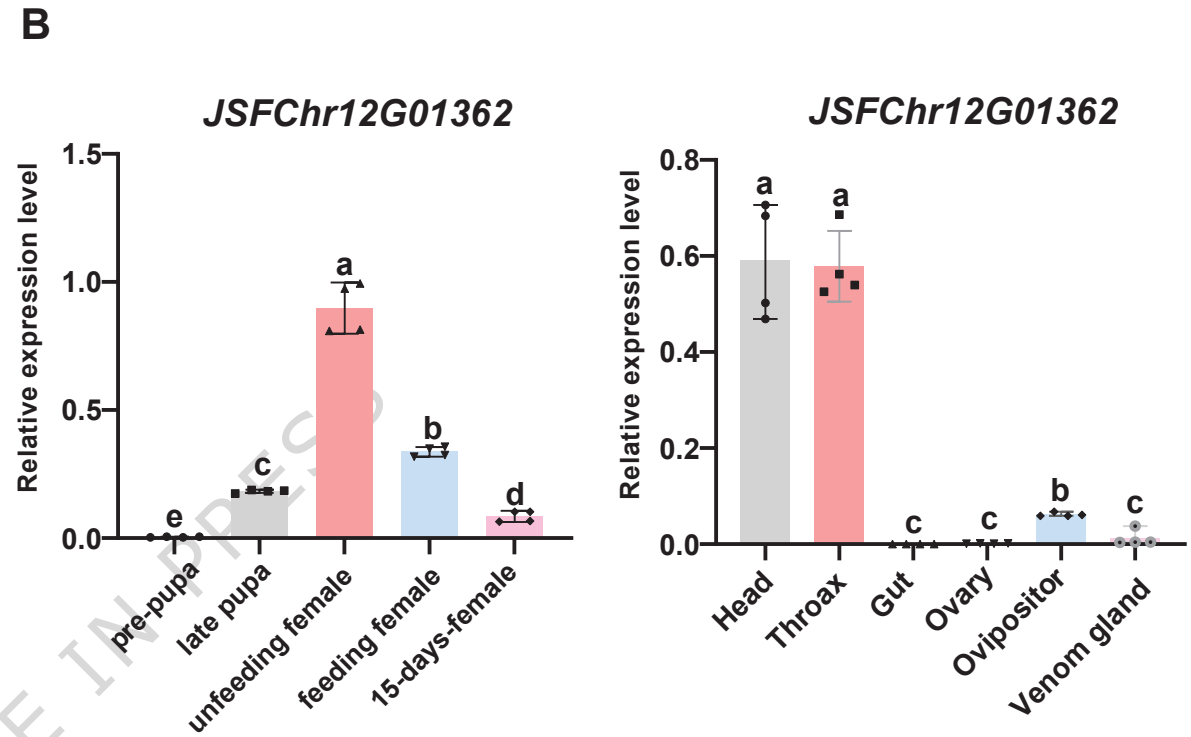 B
JSFChr12G01362
Relative expression level
1.5
1.0
0.5
0.0
e
c
a
b
d
pre-pupa
late pupa
unfeeding female
feeding female
15-days-female
JSFChr12G01362
Relative expression level
0.8
0.6
0.4
0.2
0.0
a
a
c
c
b
c
Head
Throax
Gut
Ovary
Ovipositor
Venom gland
E IN PRESS